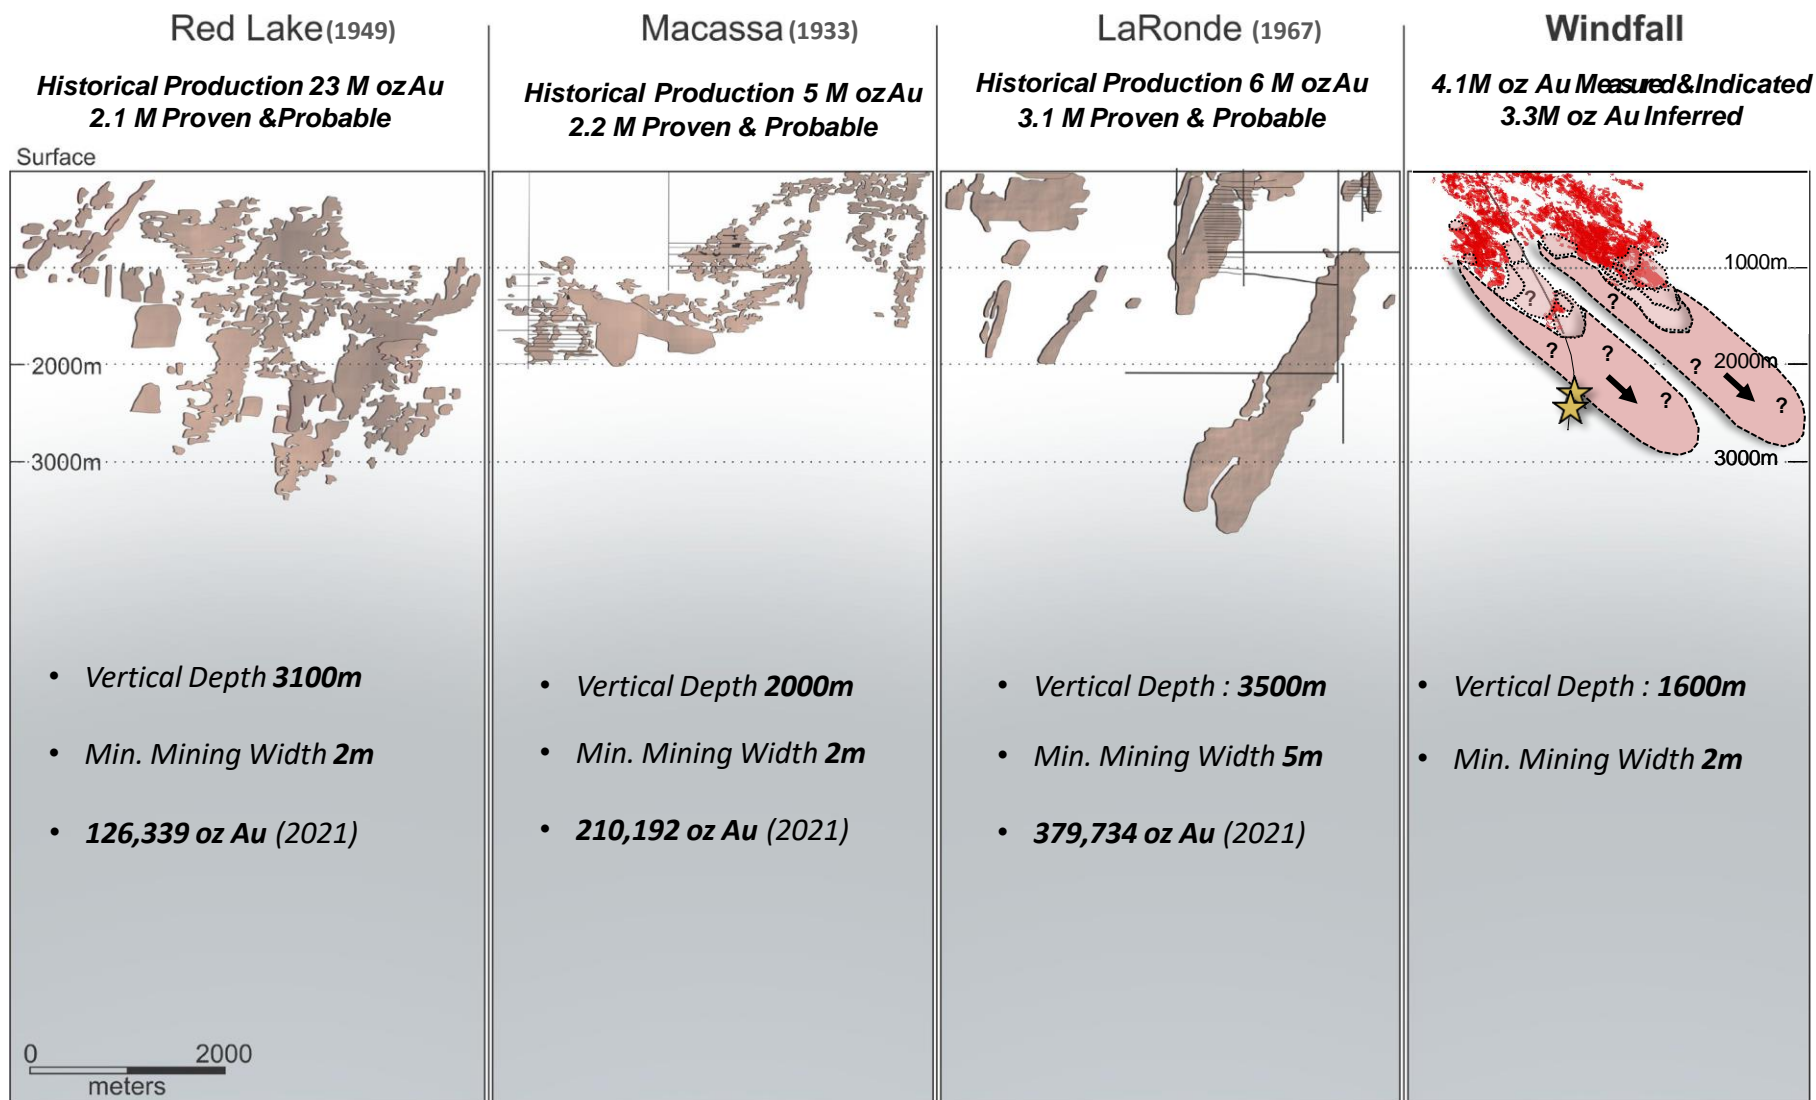 Red Lake (1949)
Historical Production 23 M oz Au
2.1 M Proven & Probable
Macassa (1933)
Historical Production 5 M oz Au
2.2 M Proven & Probable
LaRonde (1967)
Historical Production 6 M oz Au
3.1 M Proven & Probable
Windfall
4.1M oz Au Measured & Indicated
3.3M oz Au Inferred
Surface
2000m
3000m
1000m
?
?
?
?
?
2000m
?
?
?
3000m
• Vertical Depth 3100m
• Min. Mining Width 2m
• 126,339 oz Au (2021)
• Vertical Depth 2000m
• Min. Mining Width 2m
• 210,192 oz Au (2021)
• Vertical Depth : 3500m
• Min. Mining Width 5m
• 379,734 oz Au (2021)
• Vertical Depth : 1600m
• Min. Mining Width 2m
0 2000
meters